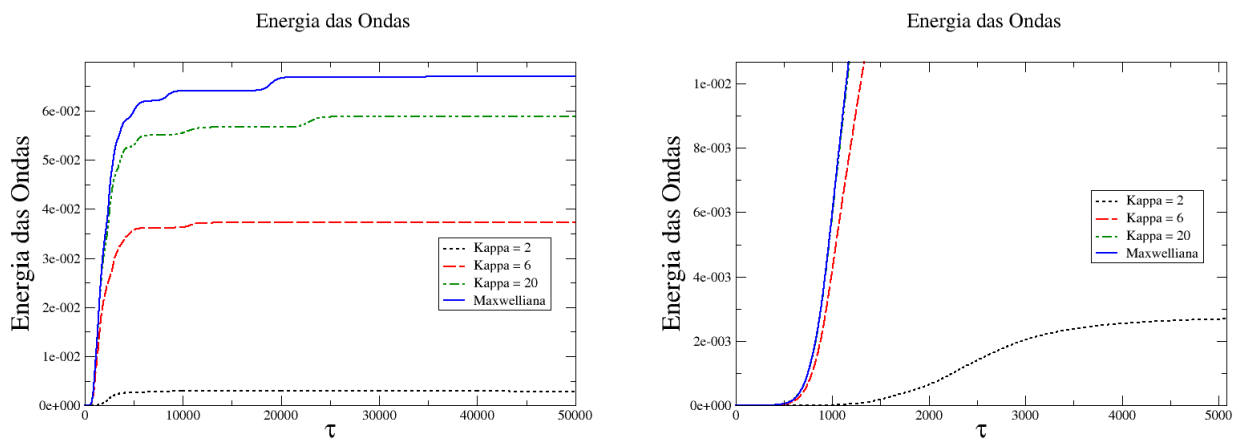 Energia das Ondas
Energia das Ondas
6e-002
5e-002
4e-002
3e-002
2e-002
1e-002
0e+000
0
10000
20000
30000
40000
50000
τ
Kappa = 2
Kappa = 6
Kappa = 20
Maxwelliana
Energia das Ondas
Energia das Ondas
1e-002
8e-003
6e-003
4e-003
2e-003
0e+000
0
1000
2000
3000
4000
5000
τ
Kappa = 2
Kappa = 6
Kappa = 20
Maxwelliana